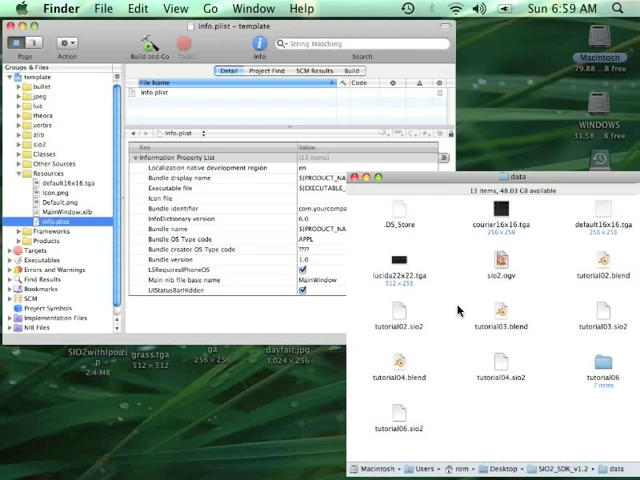 Finder File Edit View Go Window Help Sun 6:59 AM
info.plist - template
Page Action Build and Go Tasks Info Search
String Matching
Groups & Files
template
bullet
jpeg
lua
theora
vorbis
zlib
sio2
Classes
Other Sources
Resources
default16x16.tga
Icon.png
Default.png
MainWindow.xib
Info.plist
Frameworks
Products
Targets
Executables
Errors and Warnings
Find Results
Bookmarks
SCM
Project Symbols
Implementation Files
NIB Files
Detail Project Find SCM Results Build
File Name Code
Info.plist
Info.plist
Key Value
Information Property List (13 items)
Localization native development region en
Bundle display name ${PRODUCT_NA
Executable file ${EXECUTABLE_
Icon file
Bundle identifier com.yourcompa
InfoDictionary version 6.0
Bundle name ${PRODUCT_NA
Bundle OS Type code APPL
Bundle creator OS Type code ????
Bundle version 1.0
LSRequiresIPhoneOS
Main nib file base name MainWindow
UIStatusBarHidden
Macintosh
79.88 ...B free
WINDOWS
31.58 ...B free
data
13 items, 48.03 GB available
.DS_Store
courier16x16.tga
256 × 256
default16x16.tga
256 × 256
lucida22x22.tga
512 × 256
sio2.ogv
tutorial02.blend
tutorial02.sio2
tutorial03.blend
tutorial03.sio2
tutorial04.blend
tutorial04.sio2
tutorial06
7 items
tutorial06.sio2
Macintosh Users rom Desktop SIO2_SDK_v1.2 data
2.4 MB
grass.tga
512 × 512
ga
256 × 256
dayfair.jpg
1,024 × 256